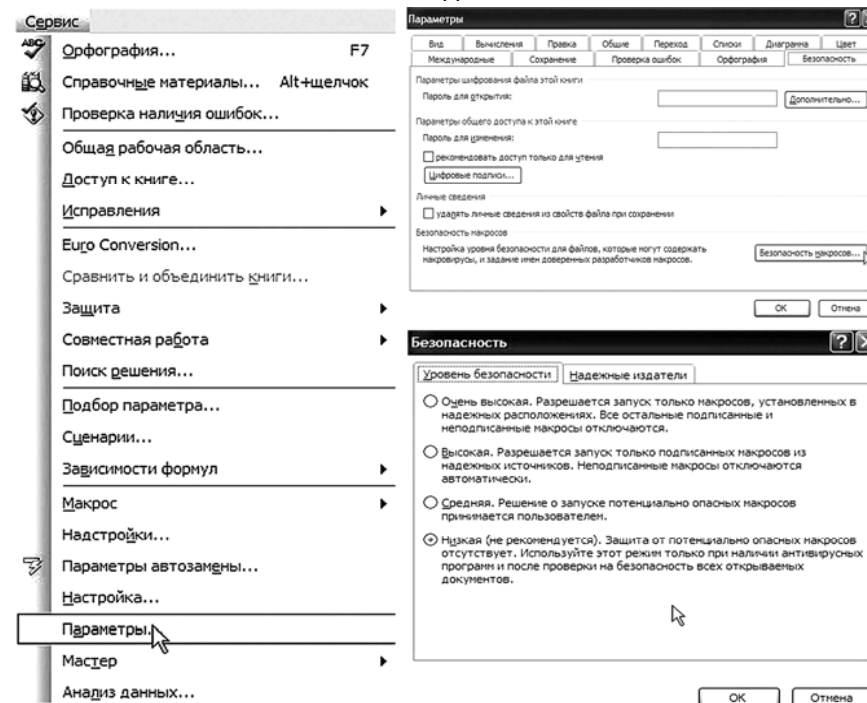 Сервис
Орфография... F7
Справочные материалы... Alt+щелчок
Проверка наличия ошибок...
Общая рабочая область...
Доступ к книге...
Исправления
Euro Conversion...
Сравнить и объединить книги...
Защита
Совместная работа
Поиск решения...
Подбор параметра...
Сценарии...
Зависимости формул
Макрос
Надстройки...
Параметры автозамены...
Настройка...
Параметры...
Мастер
Анализ данных...
Параметры
Вид Вычисления Правка Общие Переход Списки Диаграмма Цвет
Международные Сохранение Проверка ошибок Орфография Безопасность
Параметры шифрования файла этой книги
Пароль для открытия: Дополнительно...
Параметры общего доступа к этой книге
Пароль для изменения:
рекомендовать доступ только для чтения
Цифровые подписи...
Личные сведения
удалять личные сведения из свойств файла при сохранении
Безопасность макросов
Настройка уровня безопасности для файлов, которые могут содержать
макровирусы, и задание имен доверенных разработчиков макросов.
Безопасность макросов...
ОК Отмена
Безопасность
Уровень безопасности Надежные издатели
Очень высокая. Разрешается запуск только макросов, установленных в
надежных расположениях. Все остальные подписанные и
неподписанные макросы отключаются.
Высокая. Разрешается запуск только подписанных макросов из
надежных источников. Неподписанные макросы отключаются
автоматически.
Средняя. Решение о запуске потенциально опасных макросов
принимается пользователем.
Низкая (не рекомендуется). Защита от потенциально опасных макросов
отсутствует. Используйте этот режим только при наличии антивирусных
программ и после проверки на безопасность всех открываемых
документов.
ОК Отмена